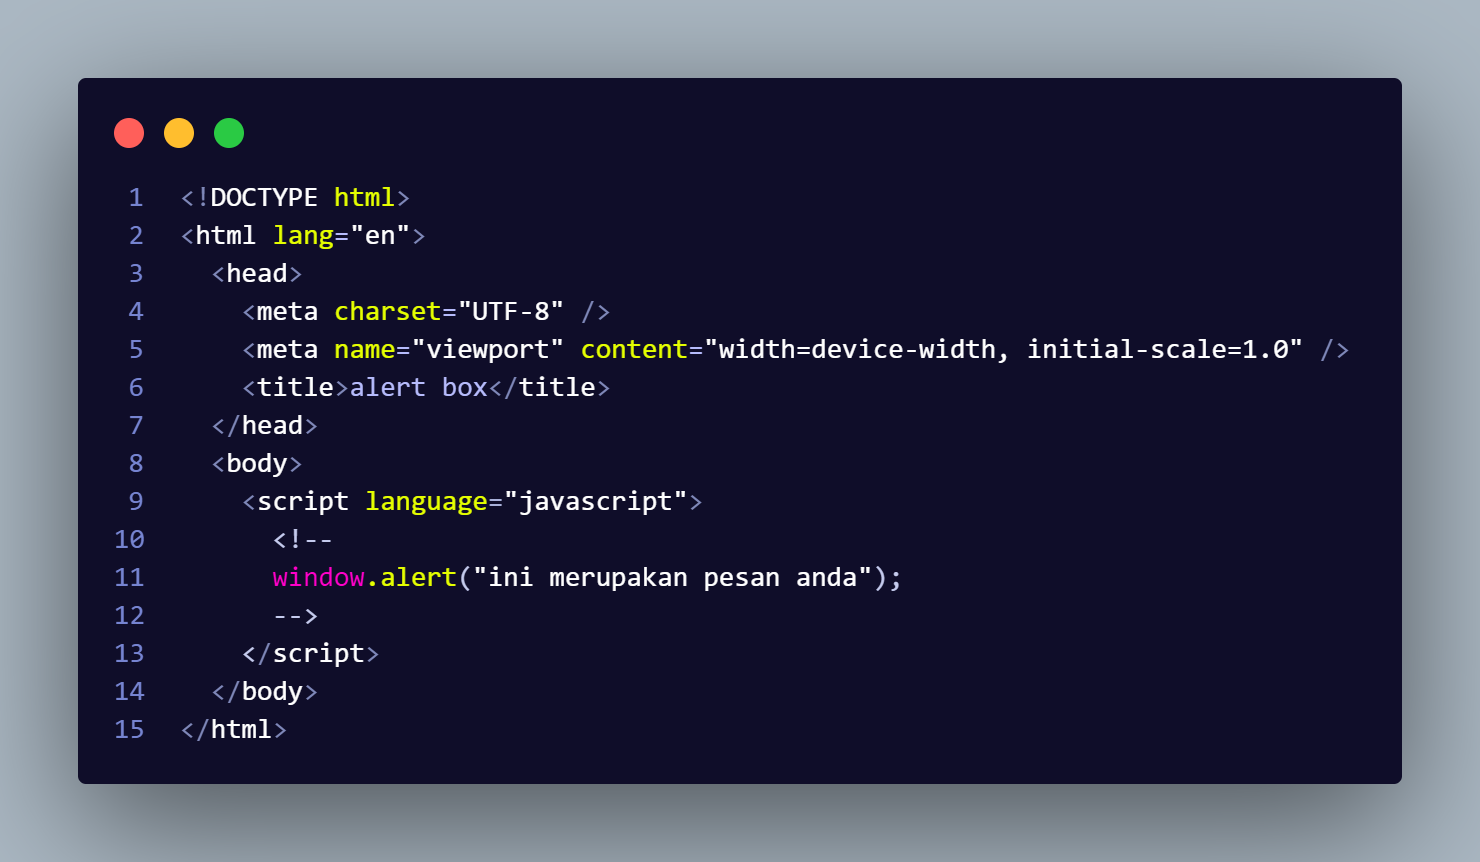 1 <!DOCTYPE html>
2 <html lang="en">
3   <head>
4     <meta charset="UTF-8" />
5     <meta name="viewport" content="width=device-width, initial-scale=1.0" />
6     <title>alert box</title>
7   </head>
8   <body>
9     <script language="javascript">
10       <!--
11       window.alert("ini merupakan pesan anda");
12       -->
13     </script>
14   </body>
15 </html>